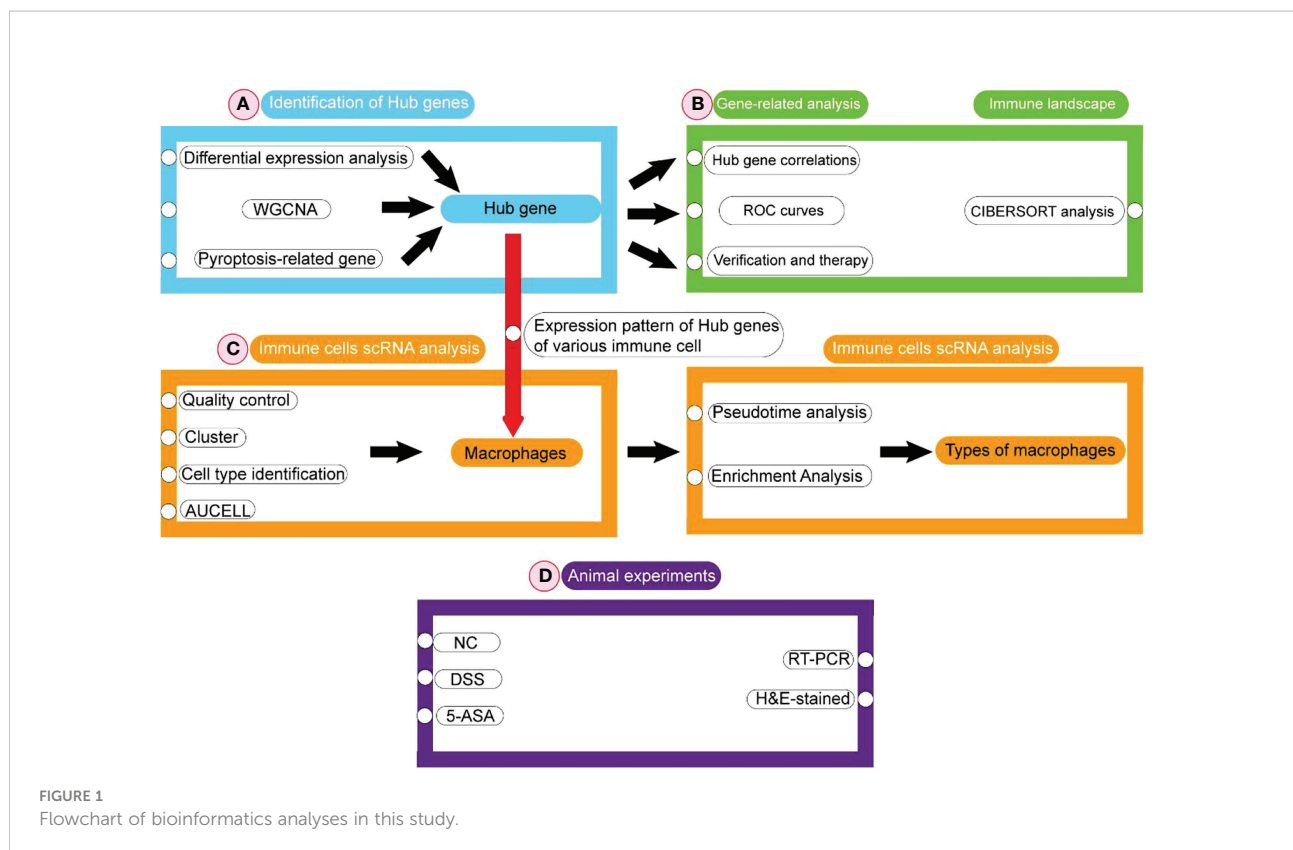 A
Identification of Hub genes
Differential expression analysis
WGCNA
Pyroptosis-related gene
Hub gene
B
Gene-related analysis
Immune landscape
Hub gene correlations
ROC curves
Verification and therapy
CIBERSORT analysis
Expression pattern of Hub genes
of various immune cell
C
Immune cells scRNA analysis
Quality control
Cluster
Cell type identification
AUCELL
Macrophages
Immune cells scRNA analysis
Pseudotime analysis
Enrichment Analysis
Types of macrophages
D
Animal experiments
NC
DSS
5-ASA
RT-PCR
H&E-stained
FIGURE 1
Flowchart of bioinformatics analyses in this study.